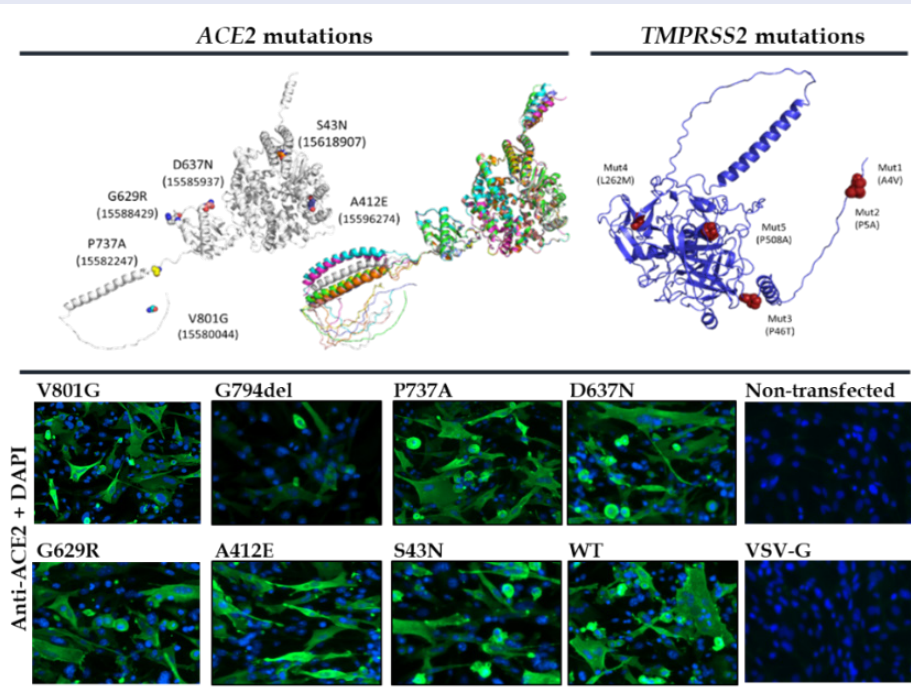 ACE2 mutations
TMPRSS2 mutations
S43N
(15618907)
D637N
(15585937)
G629R
(15588429)
A412E
(15596274)
P737A
(15582247)
V801G
(15580044)
Mut4
(L262M)
Mut1
(A4V)
Mut2
(P5A)
Mut5
(P508A)
Mut3
(P46T)
Anti-ACE2 + DAPI
V801G
G794del
P737A
D637N
Non-transfected
G629R
A412E
S43N
WT
VSV-G